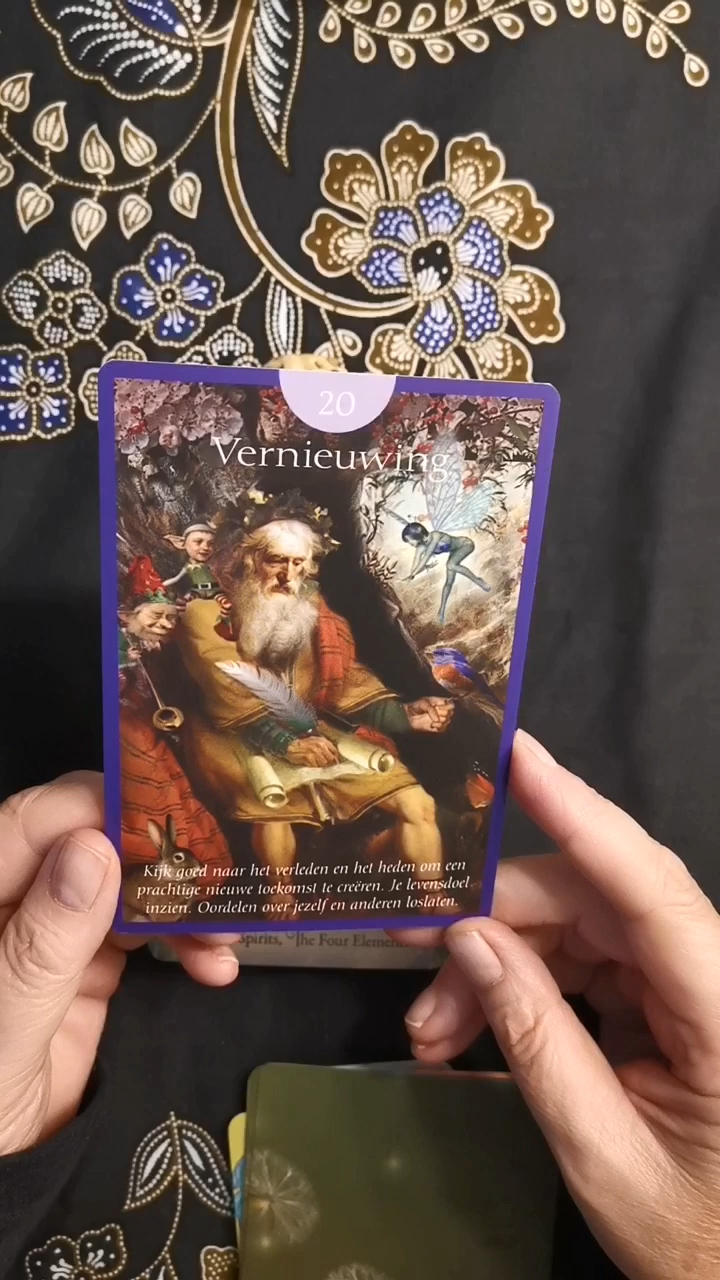 20
Vernieuwing
Kijk goed naar het verleden en het heden om een
prachtige nieuwe toekomst te creëren. Je levensdoel
inzien. Oordelen over jezelf en anderen loslaten.
Spirits, The Four Element